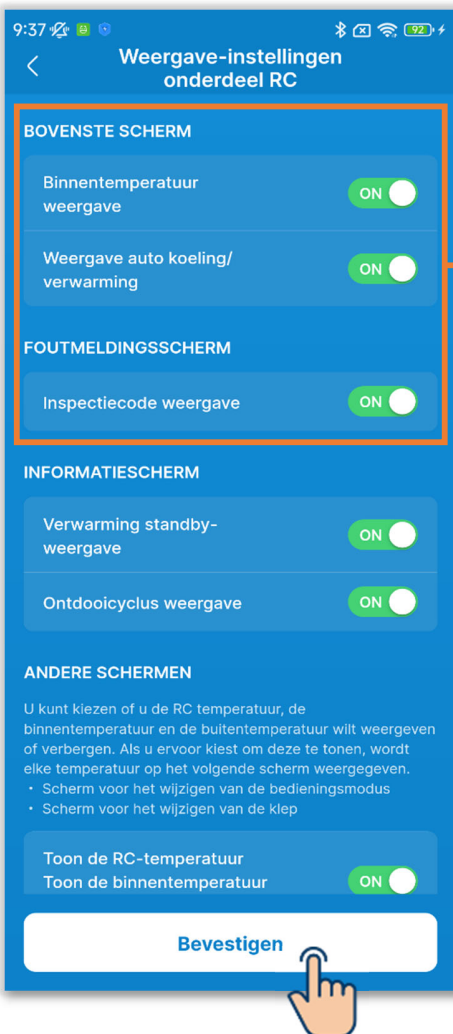 9:37
92
Weergave-instellingen
onderdeel RC
BOVENSTE SCHERM
Binnentemperatuur
weergave
ON
Weergave auto koeling/
verwarming
ON
FOUTMELDINGSSCHERM
Inspectiecode weergave
ON
INFORMATIESCHERM
Verwarming standby-
weergave
ON
Ontdooicyclus weergave
ON
ANDERE SCHERMEN
U kunt kiezen of u de RC temperatuur, de
binnentemperatuur en de buitentemperatuur wilt weergeven
of verbergen. Als u ervoor kiest om deze te tonen, wordt
elke temperatuur op het volgende scherm weergegeven.
• Scherm voor het wijzigen van de bedieningsmodus
• Scherm voor het wijzigen van de klep
Toon de RC-temperatuur
Toon de binnentemperatuur
ON
Bevestigen